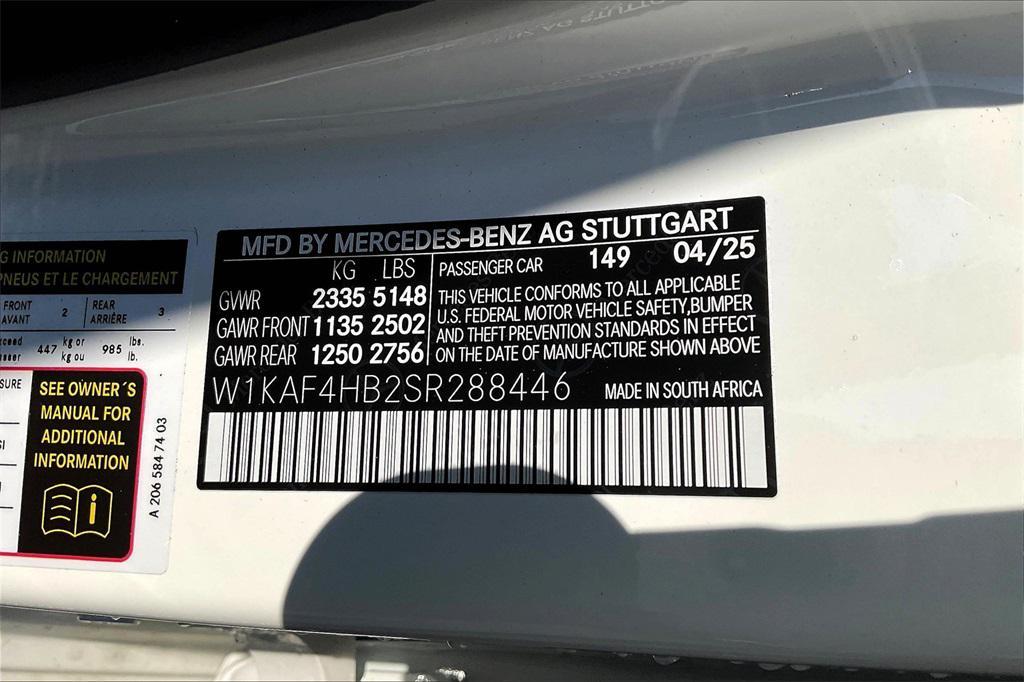 MFD BY MERCEDES-BENZ AG STUTTGART
KG LBS
GVWR 2335 5148
GAWR FRONT 1135 2502
GAWR REAR 1250 2756
PASSENGER CAR 149 04/25
THIS VEHICLE CONFORMS TO ALL APPLICABLE
U.S. FEDERAL MOTOR VEHICLE SAFETY,BUMPER
AND THEFT PREVENTION STANDARDS IN EFFECT
ON THE DATE OF MANUFACTURE SHOWN ABOVE
W1KAF4HB2SR288446 MADE IN SOUTH AFRICA
G INFORMATION
PNEUS ET LE CHARGEMENT
FRONT
AVANT 2
REAR
ARRIÈRE 3
447 kg or
kg ou
985 lbs.
lb.
SURE
SEE OWNER´S
MANUAL FOR
ADDITIONAL
INFORMATION
A 206 584 74 03